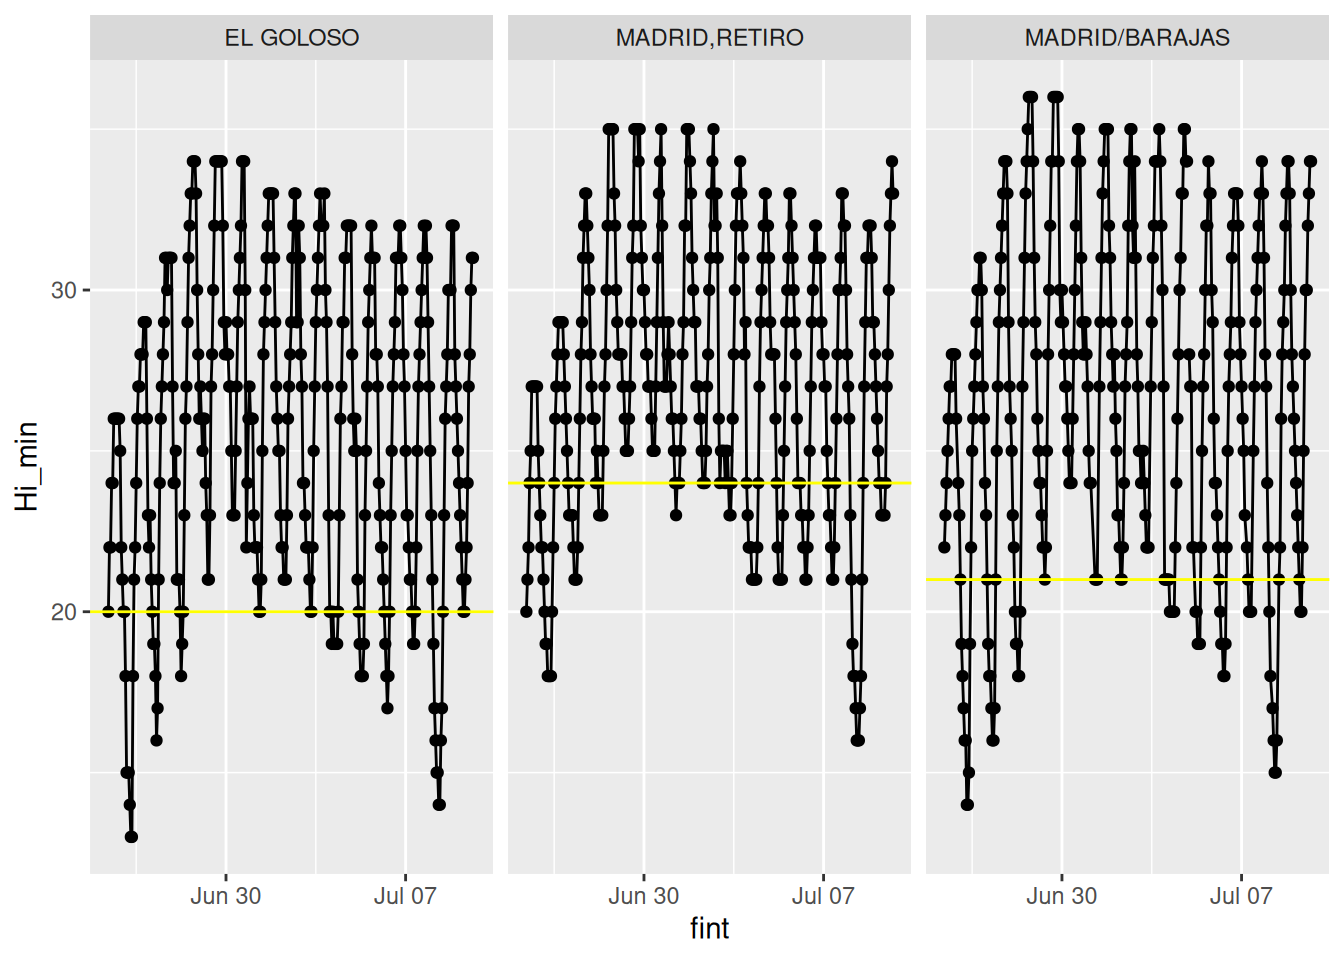 EL GOLOSO
MADRID,RETIRO
MADRID/BARAJAS
Hi_min
30
20
Jun 30
Jul 07
Jun 30
Jul 07
Jun 30
Jul 07
fint